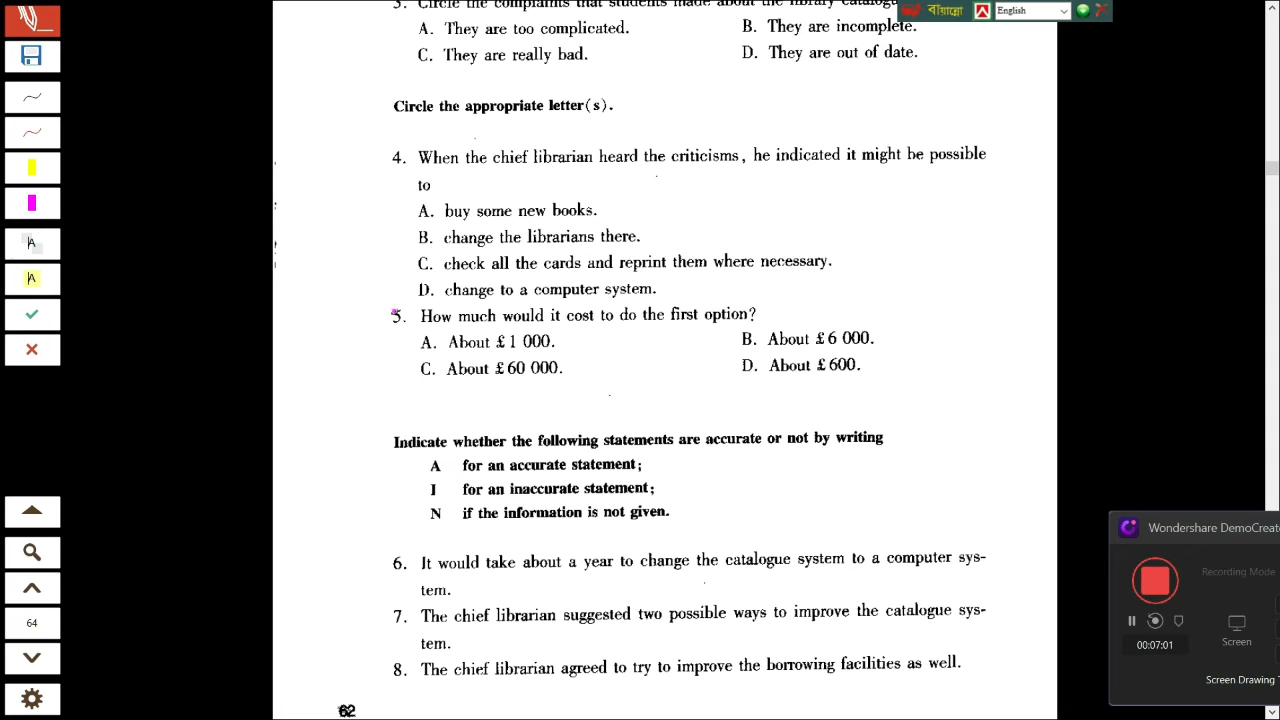 3. Circle the complaints that students made about the library catalogu
বাঁয়ান্নো
English
A. They are too complicated.
B. They are incomplete.
C. They are really bad.
D. They are out of date.
Circle the appropriate letter(s).
4. When the chief librarian heard the criticisms, he indicated it might be possible
to
A. buy some new books.
B. change the librarians there.
C. check all the cards and reprint them where necessary.
D. change to a computer system.
5. How much would it cost to do the first option?
A. About £1 000.
B. About £6 000.
C. About £60 000.
D. About £600.
Indicate whether the following statements are accurate or not by writing
A for an accurate statement;
I for an inaccurate statement;
N if the information is not given.
6. It would take about a year to change the catalogue system to a computer sys-
tem.
7. The chief librarian suggested two possible ways to improve the catalogue sys-
tem.
8. The chief librarian agreed to try to improve the borrowing facilities as well.
62
A
A
64
Wondershare DemoCreat
Recording Mode
Screen
00:07:01
Screen Drawing T